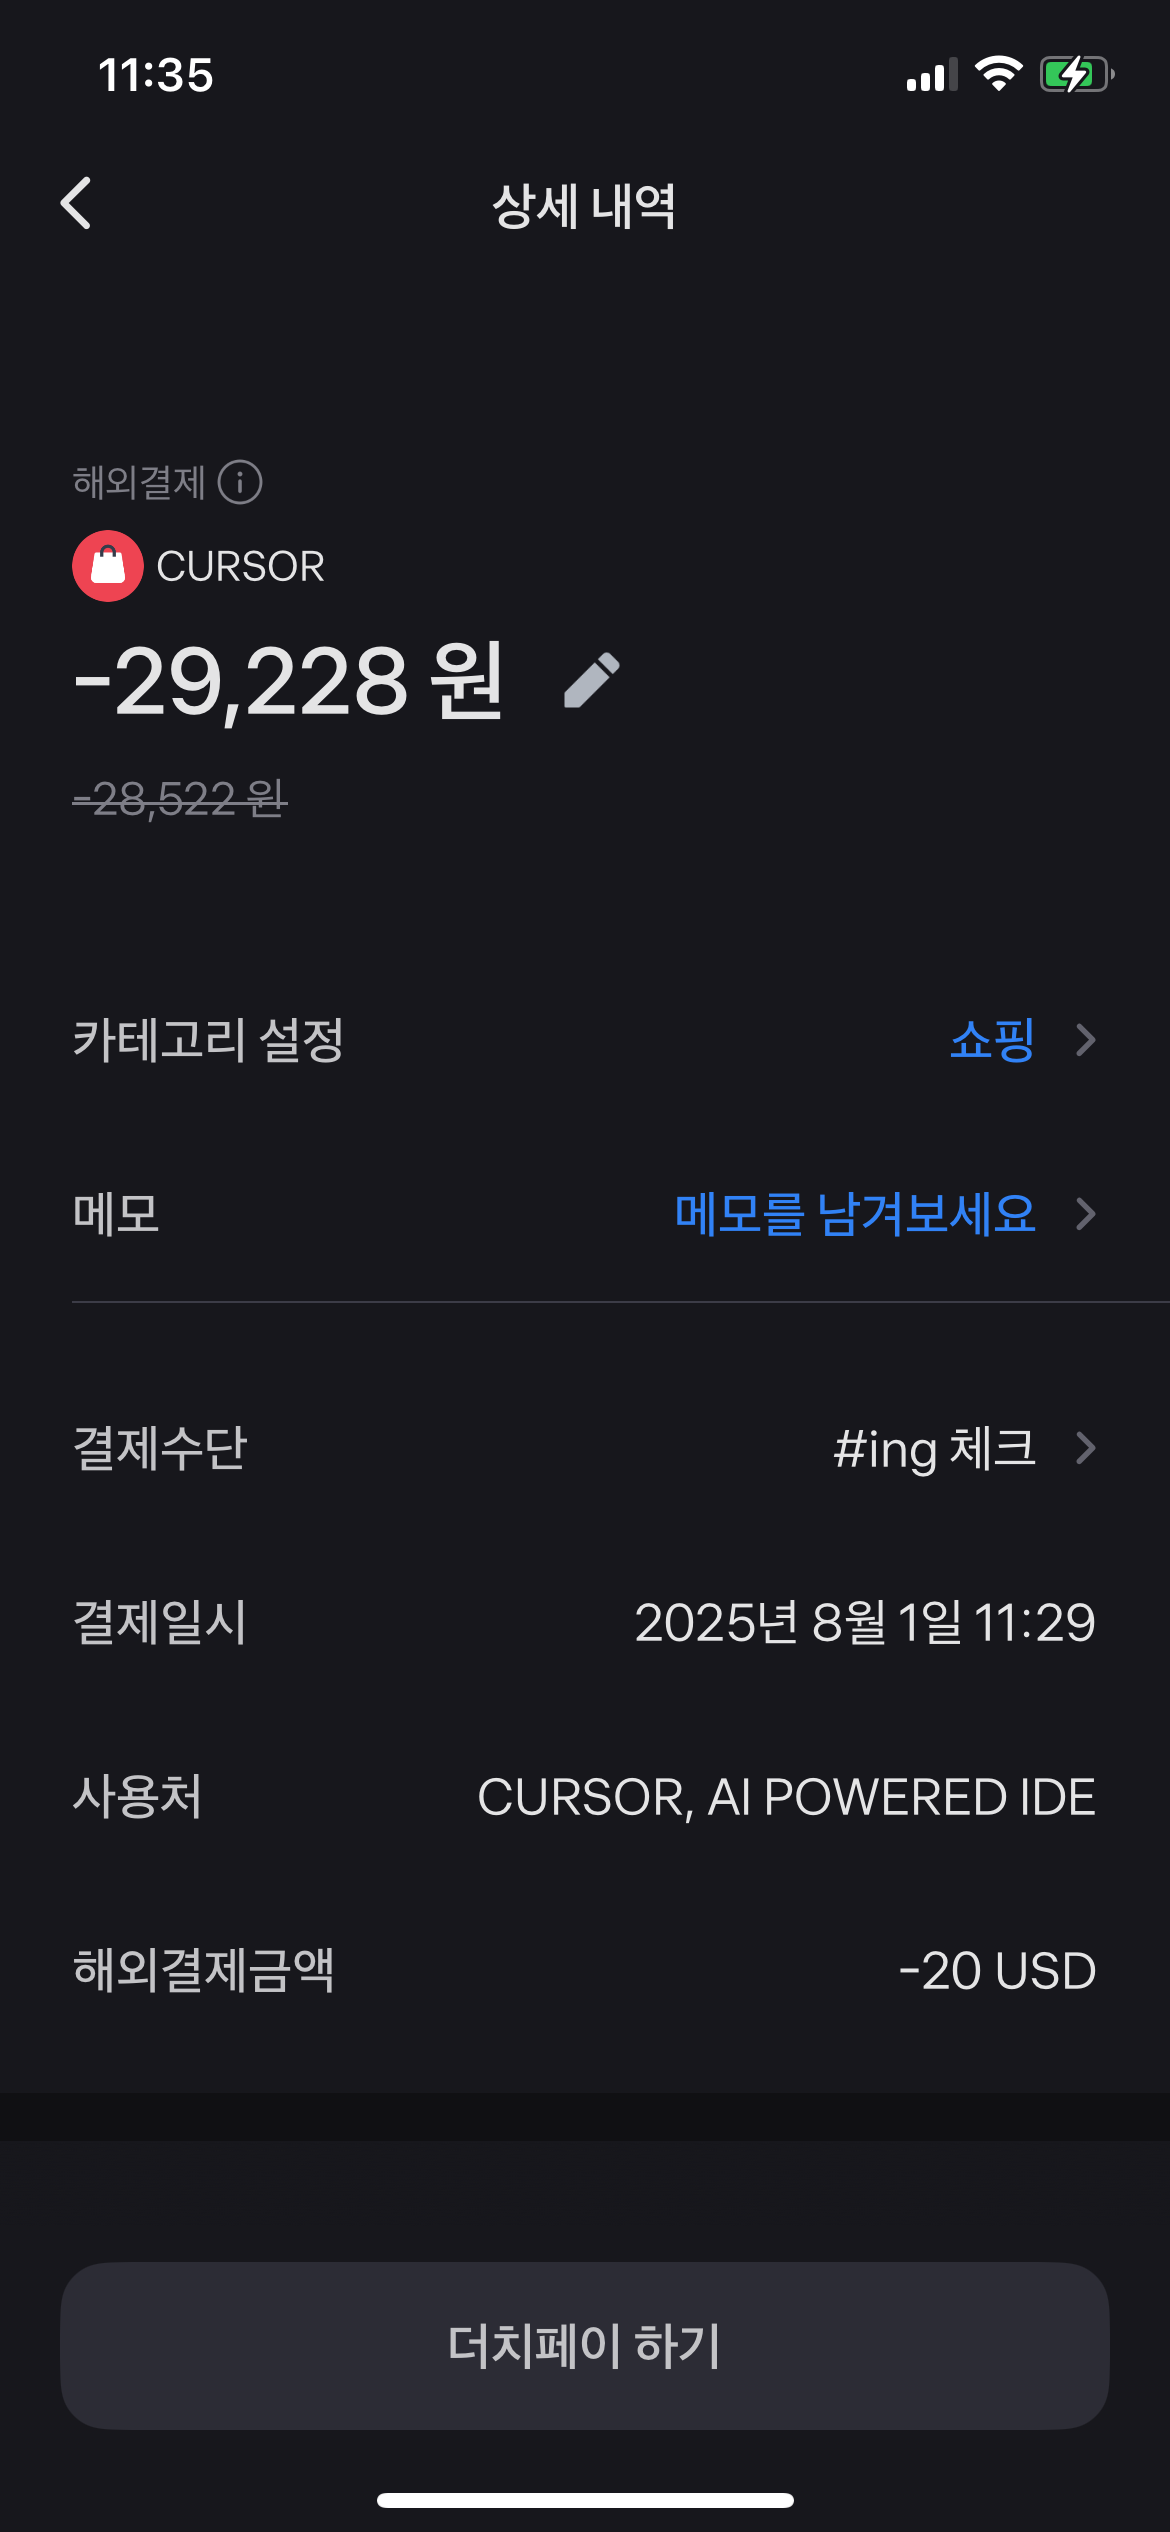 11:35
상세 내역
해외결제
CURSOR
-29,228 원
-28,522 원
카테고리 설정 쇼핑
메모 메모를 남겨보세요
결제수단 #ing 체크
결제일시 2025년 8월 1일 11:29
사용처 CURSOR, AI POWERED IDE
해외결제금액 -20 USD
더치페이 하기